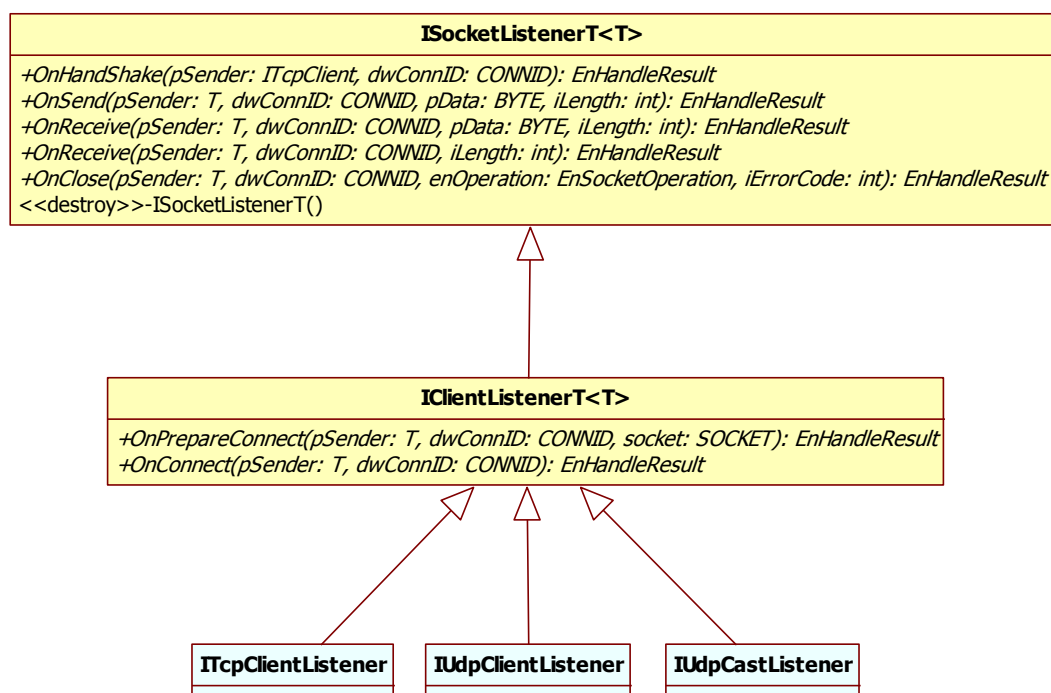 ISocketListenerT<T>
+OnHandShake(pSender: ITcpClient, dwConnID: CONNID): EnHandleResult
+OnSend(pSender: T, dwConnID: CONNID, pData: BYTE, iLength: int): EnHandleResult
+OnReceive(pSender: T, dwConnID: CONNID, pData: BYTE, iLength: int): EnHandleResult
+OnReceive(pSender: T, dwConnID: CONNID, iLength: int): EnHandleResult
+OnClose(pSender: T, dwConnID: CONNID, enOperation: EnSocketOperation, iErrorCode: int): EnHandleResult
<<destroy>>-ISocketListenerT()
IClientListenerT<T>
+OnPrepareConnect(pSender: T, dwConnID: CONNID, socket: SOCKET): EnHandleResult
+OnConnect(pSender: T, dwConnID: CONNID): EnHandleResult
ITcpClientListener
IUdpClientListener
IUdpCastListener